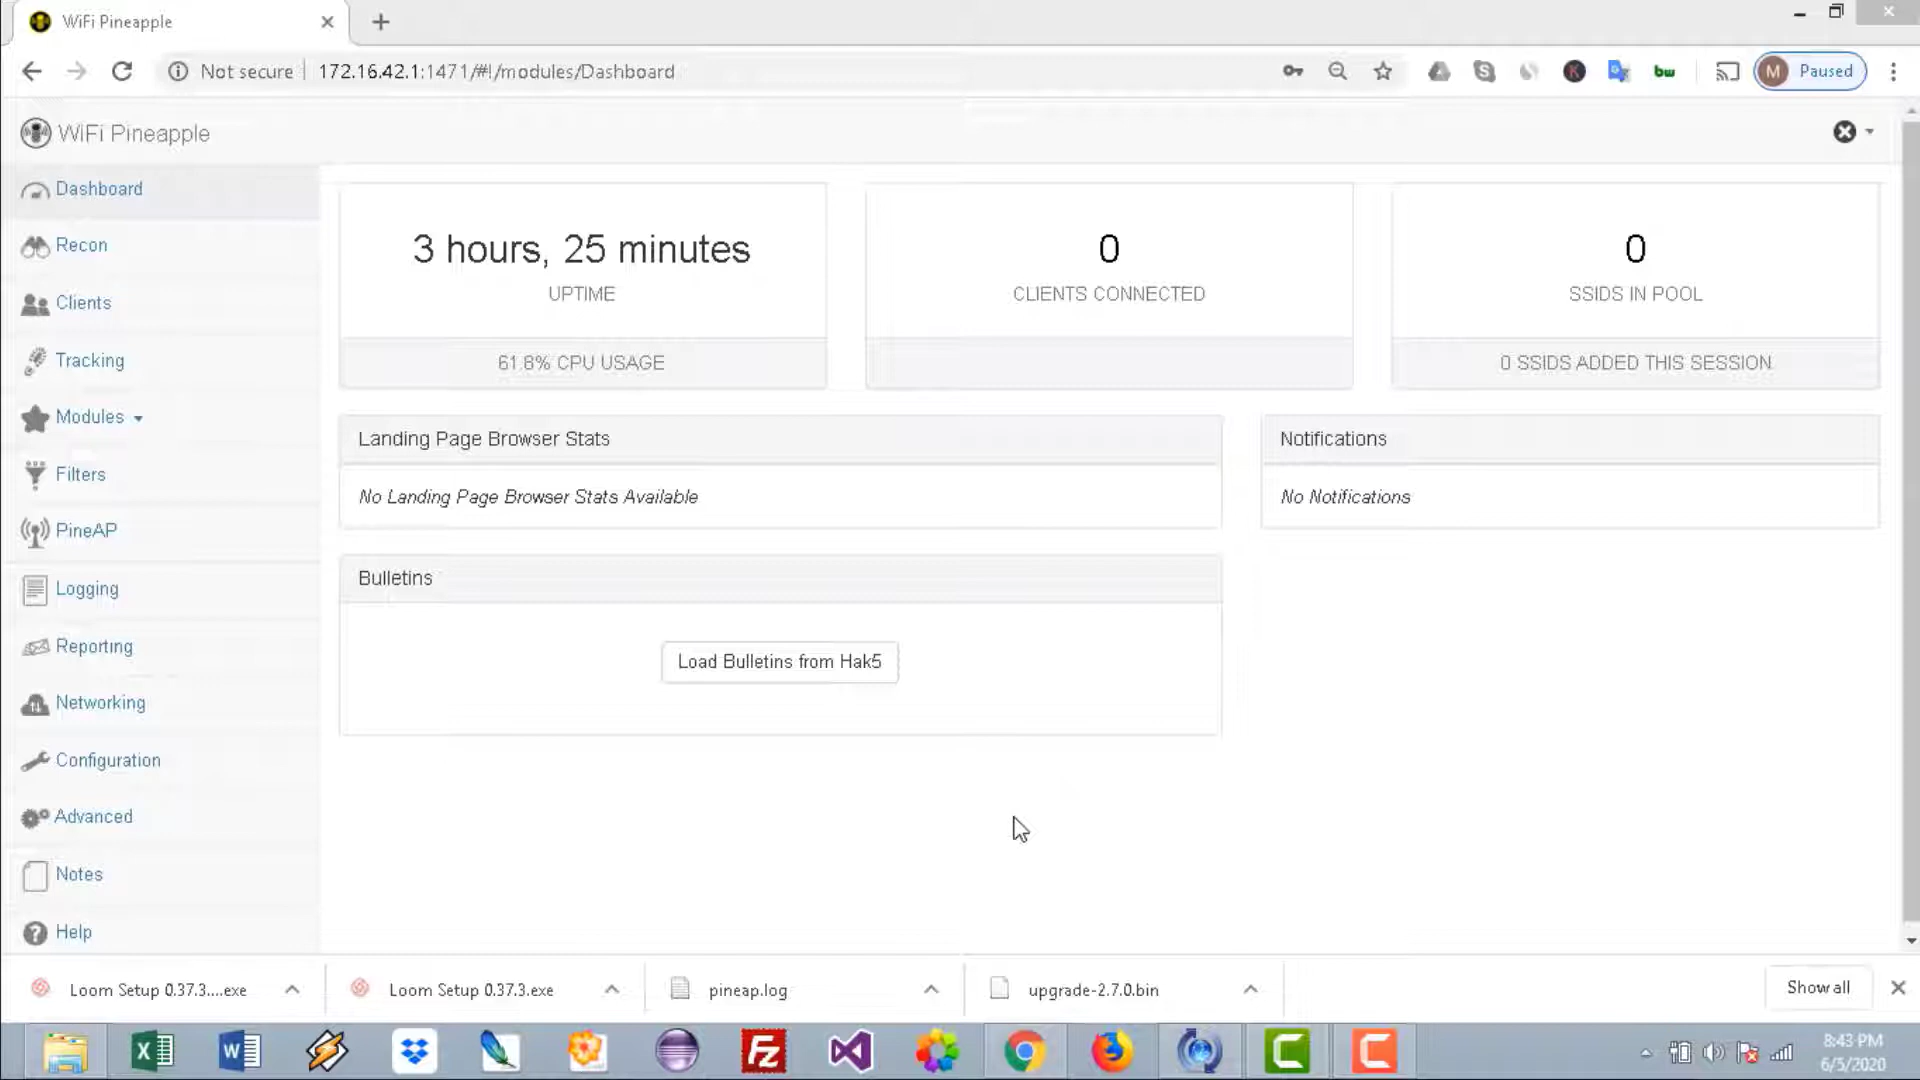 WiFi Pineapple
Not secure
172.16.42.1:1471/#!/modules/Dashboard
K
bw
M
Paused
WiFi Pineapple
Dashboard
Recon
Clients
Tracking
Modules
Filters
PineAP
Logging
Reporting
Networking
Configuration
Advanced
Notes
Help
3 hours, 25 minutes
UPTIME
61.8% CPU USAGE
0
CLIENTS CONNECTED
0
SSIDS IN POOL
0 SSIDS ADDED THIS SESSION
Landing Page Browser Stats
No Landing Page Browser Stats Available
Notifications
No Notifications
Bulletins
Load Bulletins from Hak5
Loom Setup 0.37.3....exe
Loom Setup 0.37.3.exe
pineap.log
upgrade-2.7.0.bin
Show all
X
W
FZ
C
C
8:43 PM
6/5/2020